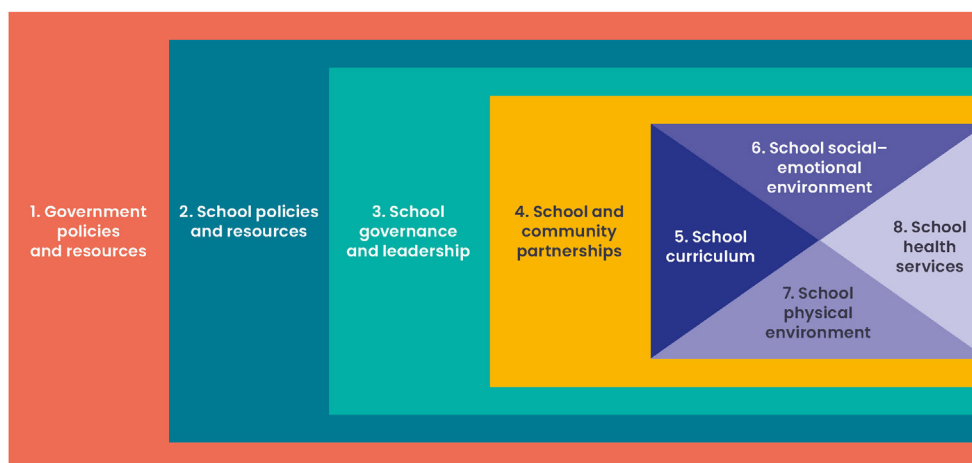 1. Government
policies
and resources
2. School policies
and resources
3. School
governance
and leadership
4. School and
community
partnerships
5. School
curriculum
6. School social–
emotional
environment
7. School
physical
environment
8. School
health
services